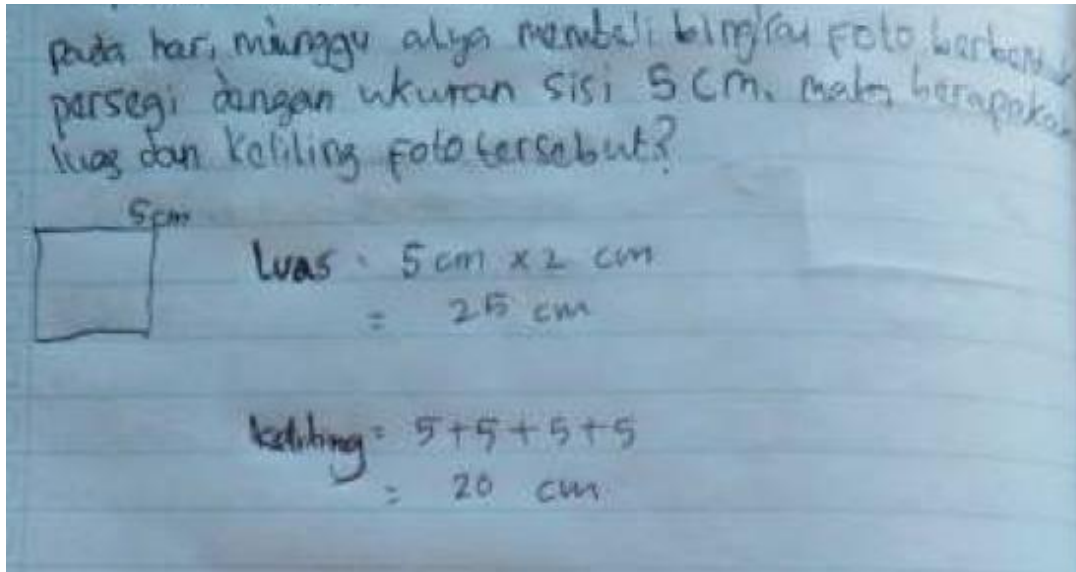 pada hari minggu alya membeli bingkai foto berbentuk
persegi dengan ukuran sisi 5 cm. maka berapakah
luas dan keliling foto tersebut?
5cm
luas = 5 cm x 2 cm
= 25 cm
keliling = 5+5+5+5
= 20 cm